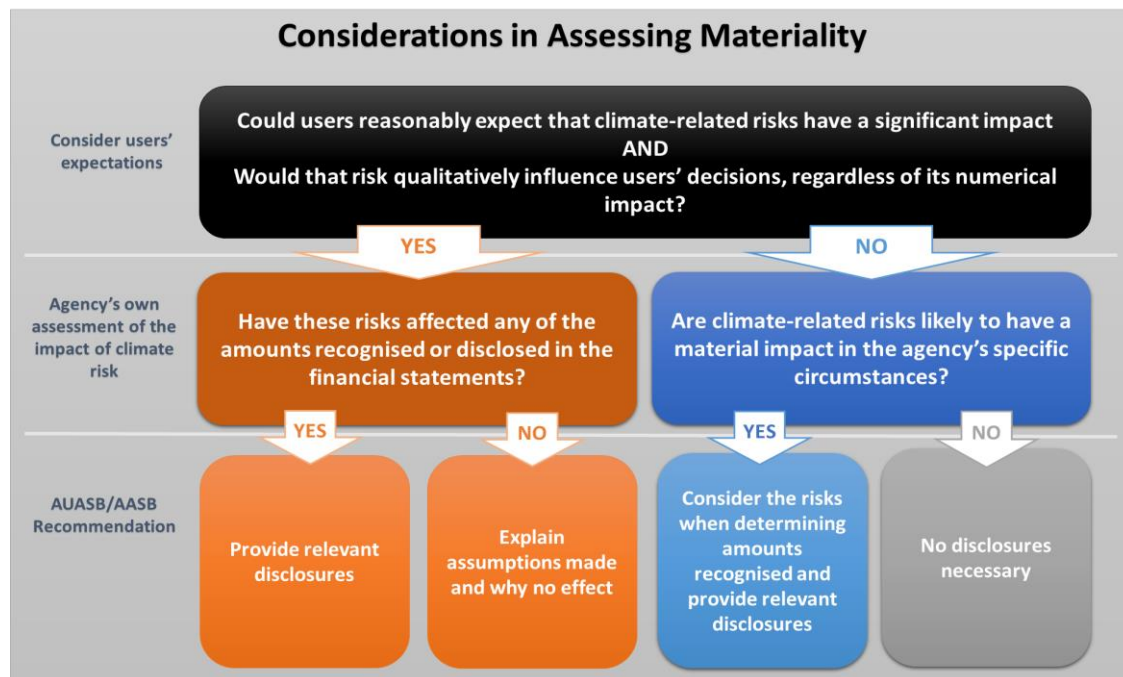 Considerations in Assessing Materiality
Consider users'
expectations
Could users reasonably expect that climate-related risks have a significant impact
AND
Would that risk qualitatively influence users' decisions, regardless of its numerical
impact?
YES
NO
Agency's own
assessment of the
impact of climate
risk
Have these risks affected any of the
amounts recognised or disclosed in the
financial statements?
Are climate-related risks likely to have a
material impact in the agency's specific
circumstances?
YES
NO
YES
NO
AUASB/AASB
Recommendation
Provide relevant
disclosures
Explain
assumptions made
and why no effect
Consider the risks
when determining
amounts
recognised and
provide relevant
disclosures
No disclosures
necessary